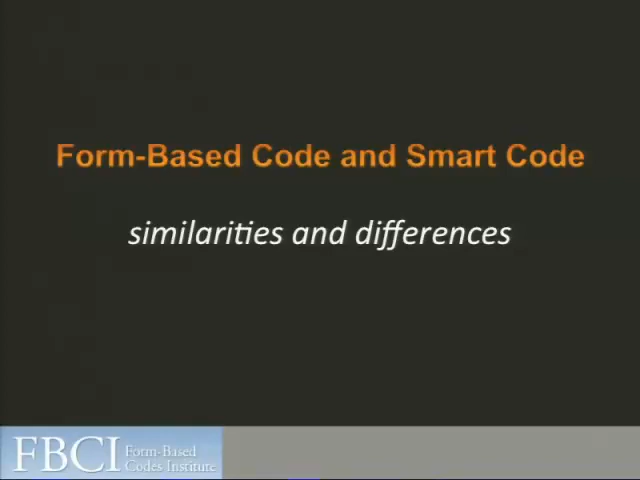 Form-Based Code and Smart Code
similarities and differences
FBCI Form-Based
Codes Institute